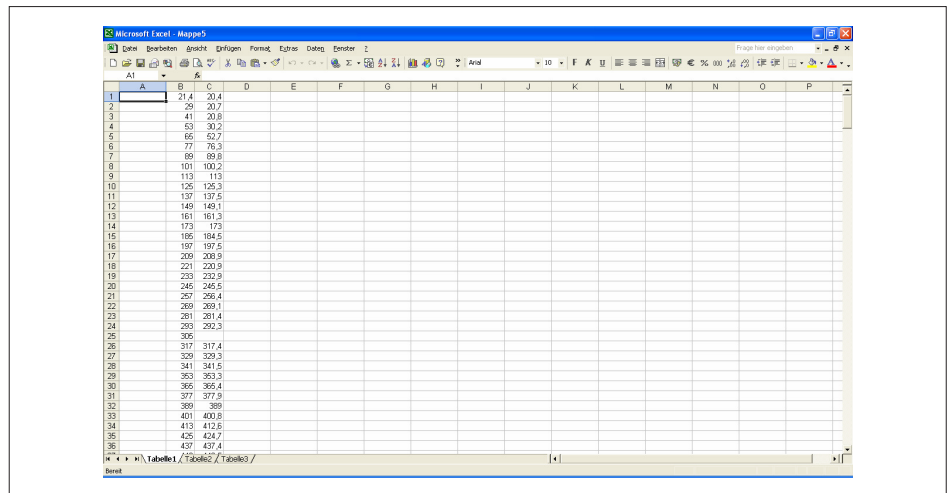 Microsoft Excel - Mappe5
Datei Bearbeiten Ansicht Einfügen Format Extras Daten Fenster ? Frage hier eingeben
Arial 10 F K U € % 000
A1 fx
A B C D E F G H I J K L M N O P
1 21,4 20,4
2 29 20,7
3 41 20,8
4 53 30,2
5 65 52,7
6 77 76,3
7 89 89,8
8 101 100,2
9 113 113
10 125 125,3
11 137 137,5
12 149 149,1
13 161 161,3
14 173 173
15 185 184,5
16 197 197,5
17 209 208,9
18 221 220,9
19 233 232,9
20 245 245,5
21 257 256,4
22 269 269,1
23 281 281,4
24 293 292,3
25 305
26 317 317,4
27 329 329,3
28 341 341,5
29 353 353,3
30 365 365,4
31 377 377,9
32 389 389
33 401 400,8
34 413 412,6
35 425 424,7
36 437 437,4
Tabelle1 / Tabelle2 / Tabelle3 /
Bereit